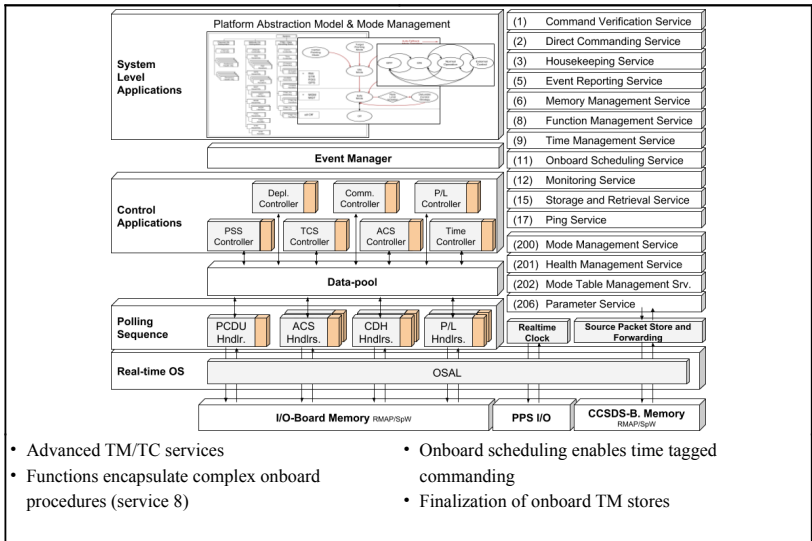 Platform Abstraction Model & Mode Management
System
Level
Applications
Event Manager
Control
Applications
Depl.
Controller
Comm.
Controller
P/L
Controller
PSS
Controller
TCS
Controller
ACS
Controller
Time
Controller
Data-pool
Polling
Sequence
PCDU
Hndlr.
ACS
Hndlrs.
CDH
Hndlrs.
P/L
Hndlrs.
Real-time OS
OSAL
I/O-Board Memory RMAP/SpW
(1) Command Verification Service
(2) Direct Commanding Service
(3) Housekeeping Service
(5) Event Reporting Service
(6) Memory Management Service
(8) Function Management Service
(9) Time Management Service
(11) Onboard Scheduling Service
(12) Monitoring Service
(15) Storage and Retrieval Service
(17) Ping Service
(200) Mode Management Service
(201) Health Management Service
(202) Mode Table Management Srv.
(206) Parameter Service
Realtime
Clock
Source Packet Store and
Forwarding
PPS I/O
CCSDS-B. Memory
RMAP/SpW
• Advanced TM/TC services
• Functions encapsulate complex onboard
procedures (service 8)
• Onboard scheduling enables time tagged
commanding
• Finalization of onboard TM stores